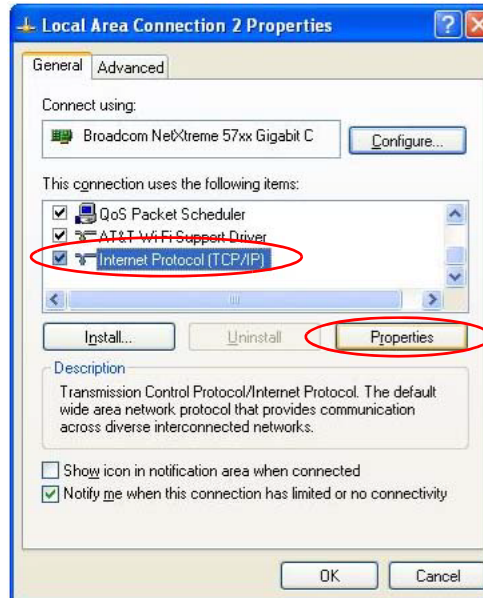 Local Area Connection 2 Properties
General Advanced
Connect using:
Broadcom NetXtreme 57xx Gigabit C
Configure...
This connection uses the following items:
QoS Packet Scheduler
AT&T Wi-Fi Support Driver
Internet Protocol (TCP/IP)
Install... Uninstall Properties
Description
Transmission Control Protocol/Internet Protocol. The default
wide area network protocol that provides communication
across diverse interconnected networks.
Show icon in notification area when connected
Notify me when this connection has limited or no connectivity
OK Cancel